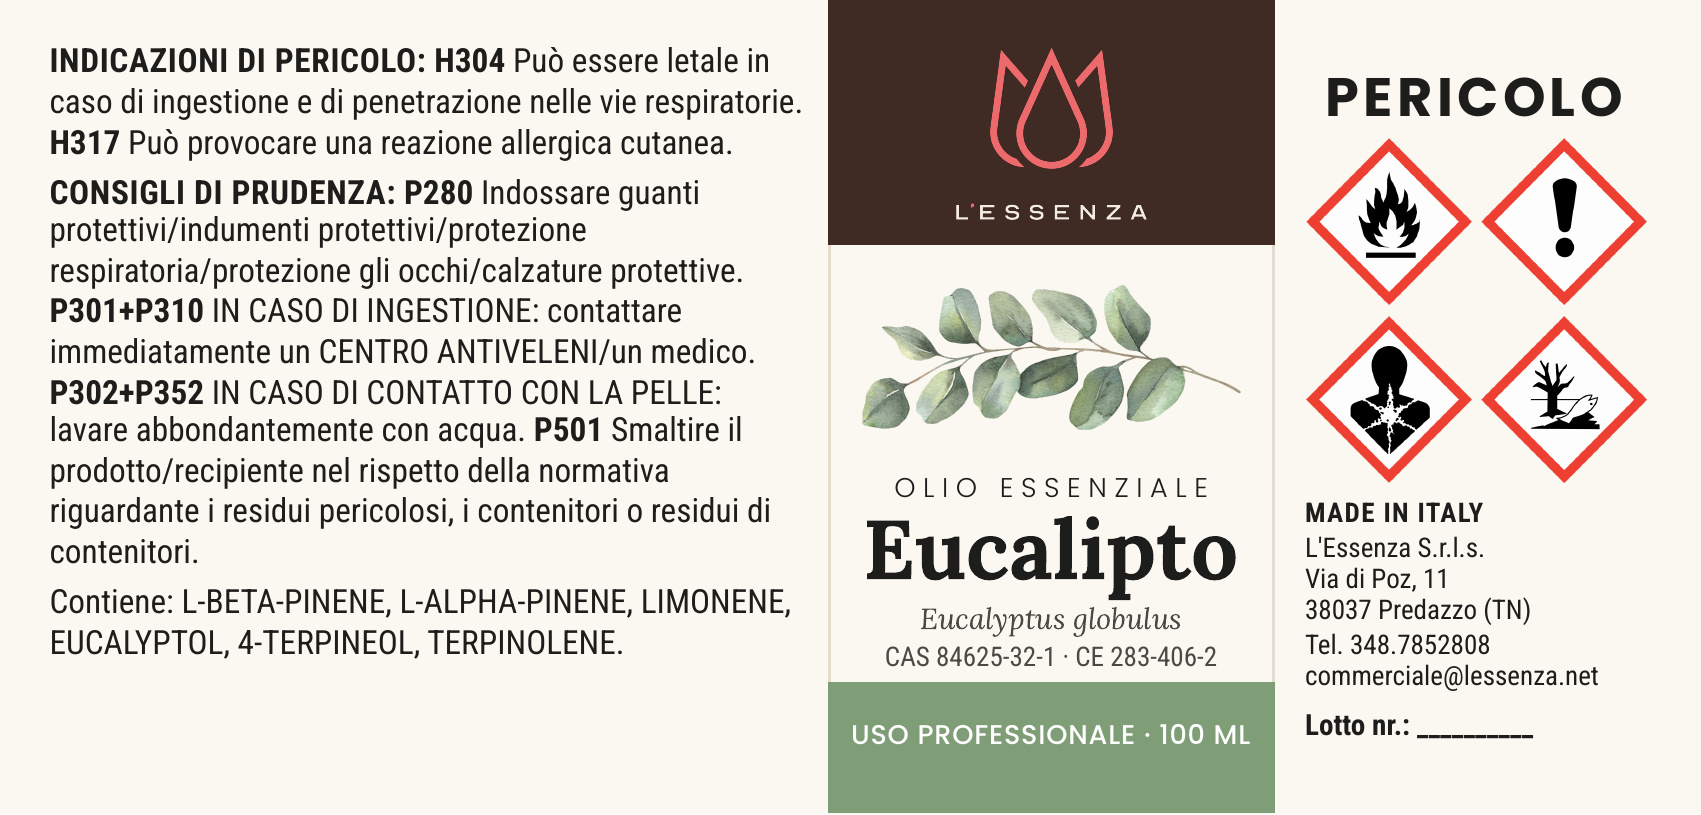 INDICAZIONI DI PERICOLO: H304 Può essere letale in
caso di ingestione e di penetrazione nelle vie respiratorie.
H317 Può provocare una reazione allergica cutanea.
CONSIGLI DI PRUDENZA: P280 Indossare guanti
protettivi/indumenti protettivi/protezione
respiratoria/protezione gli occhi/calzature protettive.
P301+P310 IN CASO DI INGESTIONE: contattare
immediatamente un CENTRO ANTIVELENI/un medico.
P302+P352 IN CASO DI CONTATTO CON LA PELLE:
lavare abbondantemente con acqua. P501 Smaltire il
prodotto/recipiente nel rispetto della normativa
riguardante i residui pericolosi, i contenitori o residui di
contenitori.
Contiene: L-BETA-PINENE, L-ALPHA-PINENE, LIMONENE,
EUCALYPTOL, 4-TERPINEOL, TERPINOLENE.
L'ESSENZA
OLIO ESSENZIALE
Eucalipto
Eucalyptus globulus
CAS 84625-32-1 · CE 283-406-2
USO PROFESSIONALE · 100 ML
PERICOLO
MADE IN ITALY
L'Essenza S.r.l.s.
Via di Poz, 11
38037 Predazzo (TN)
Tel. 348.7852808
commerciale@lessenza.net
Lotto nr.: __________